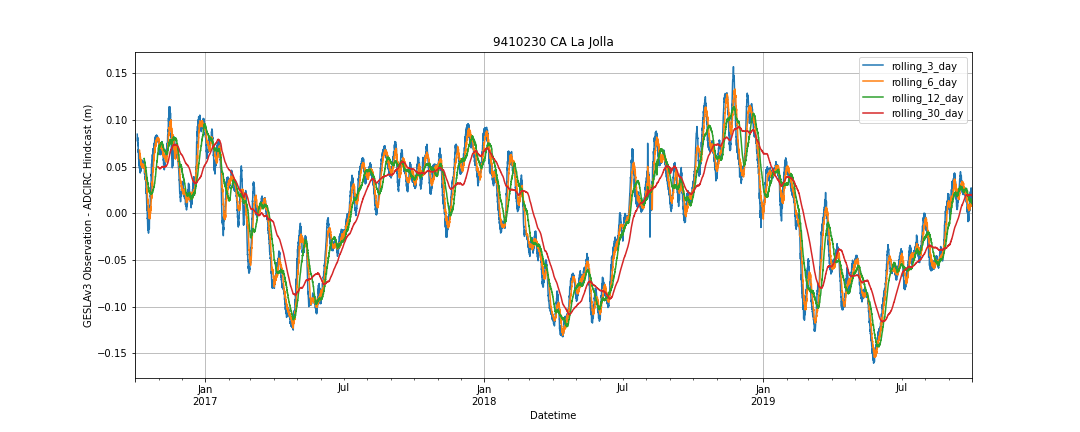 9410230 CA La Jolla
GESLAv3 Observation - ADCIRC Hindcast (m)
0.15
0.10
0.05
0.00
−0.05
−0.10
−0.15
rolling_3_day
rolling_6_day
rolling_12_day
rolling_30_day
Jan
2017
Jul
Jan
2018
Jul
Jan
2019
Jul
Datetime